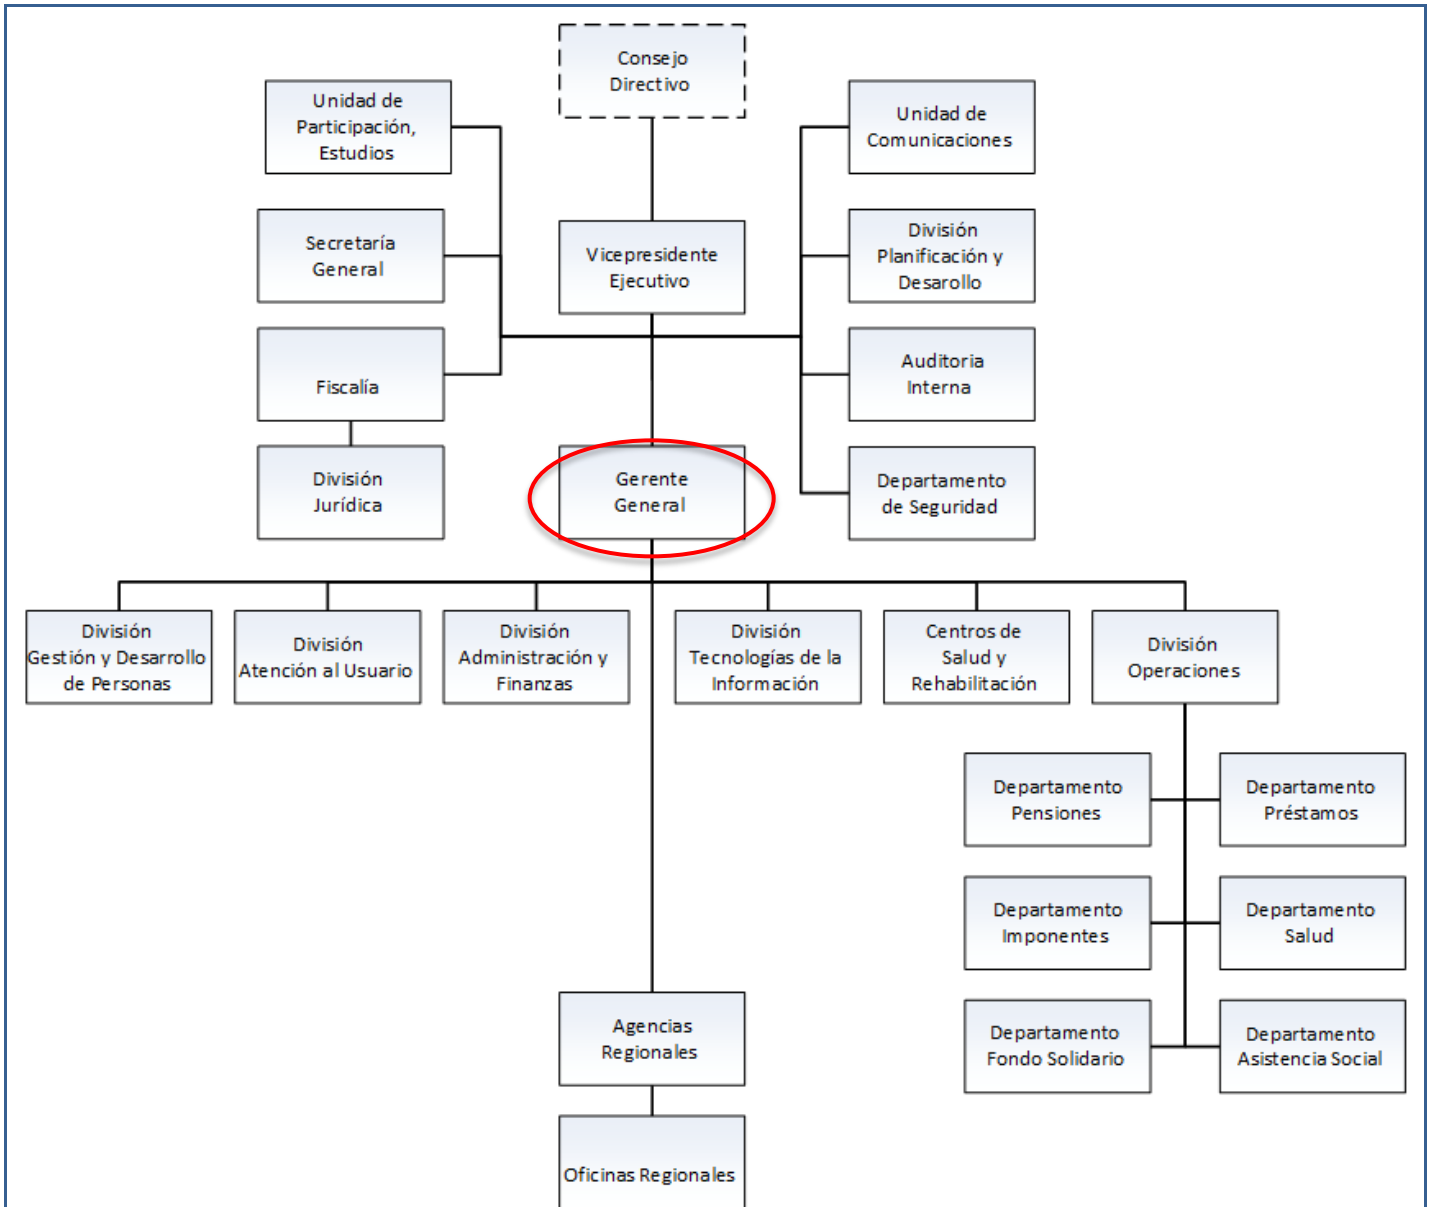 Consejo
Directivo
Unidad de
Participación,
Estudios
Unidad de
Comunicaciones
Secretaría
General
Vicepresidente
Ejecutivo
División
Planificación y
Desarollo
Fiscalía
Auditoria
Interna
División
Jurídica
Gerente
General
Departamento
de Seguridad
División
Gestión y Desarrollo
de Personas
División
Atención al Usuario
División
Administración y
Finanzas
División
Tecnologías de la
Información
Centros de
Salud y
Rehabilitación
División
Operaciones
Departamento
Pensiones
Departamento
Préstamos
Departamento
Imponentes
Departamento
Salud
Agencias
Regionales
Departamento
Fondo Solidario
Departamento
Asistencia Social
Oficinas Regionales